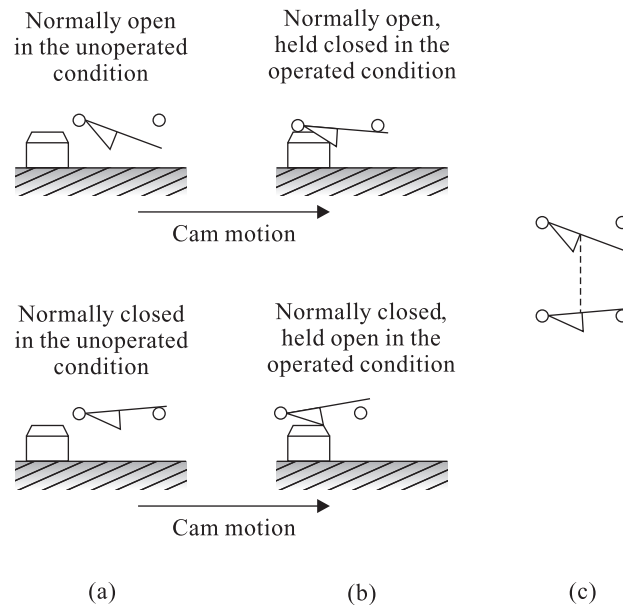 Normally open
in the unoperated
condition
Normally open,
held closed in the
operated condition
Cam motion
Normally closed
in the unoperated
condition
Normally closed,
held open in the
operated condition
Cam motion
(a)
(b)
(c)